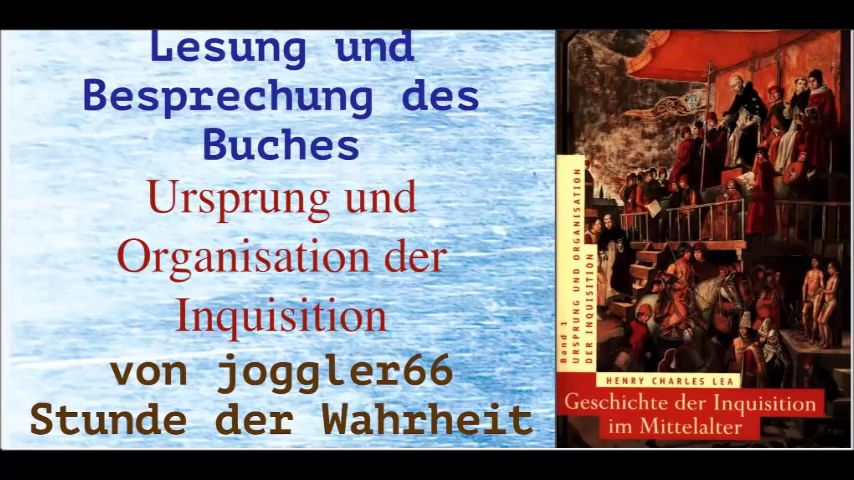 Lesung und
Besprechung des
Buches
Ursprung und
Organisation der
Inquisition
von joggler66
Stunde der Wahrheit
Band 1
URSPRUNG UND ORGANISATION
DER INQUISITION
HENRY CHARLES LEA
Geschichte der Inquisition
im Mittelalter